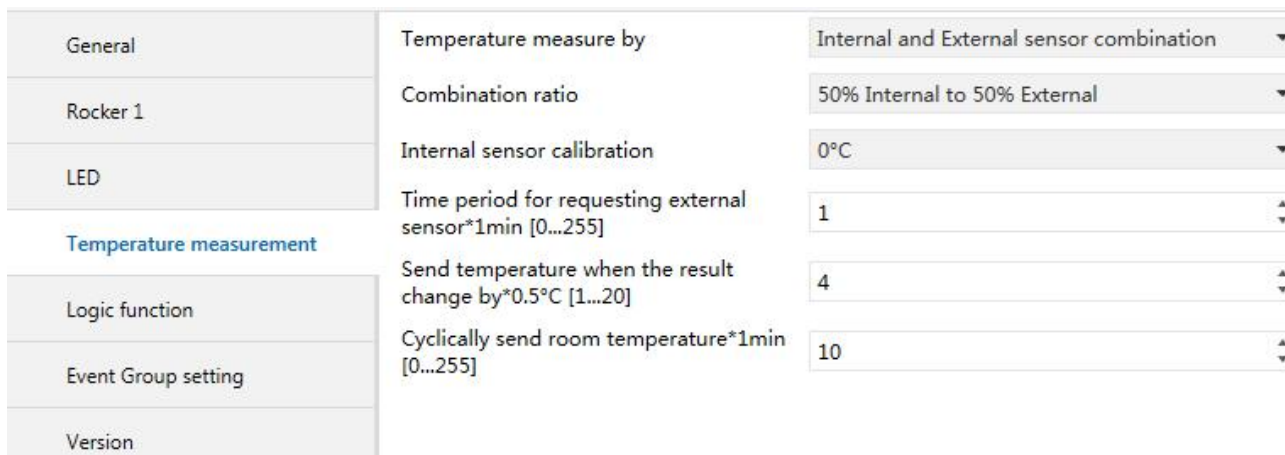 General
Rocker 1
LED
Temperature measurement
Logic function
Event Group setting
Version
Temperature measure by
Internal and External sensor combination
Combination ratio
50% Internal to 50% External
Internal sensor calibration
0°C
Time period for requesting external
sensor*1min [0...255]
1
Send temperature when the result
change by*0.5°C [1...20]
4
Cyclically send room temperature*1min
[0...255]
10